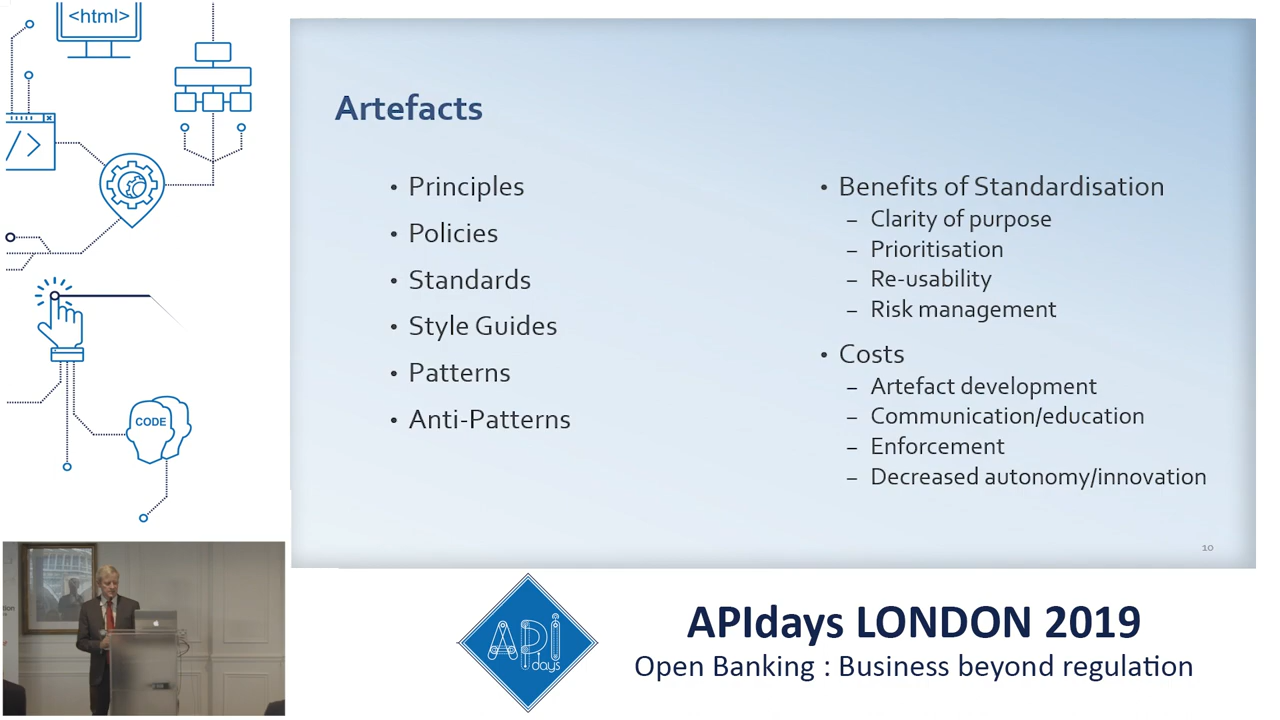 <html>
</>
CODE
Artefacts
• Principles
• Policies
• Standards
• Style Guides
• Patterns
• Anti-Patterns
• Benefits of Standardisation
– Clarity of purpose
– Prioritisation
– Re-usability
– Risk management
• Costs
– Artefact development
– Communication/education
– Enforcement
– Decreased autonomy/innovation
10
API
days
APIdays LONDON 2019
Open Banking : Business beyond regulation